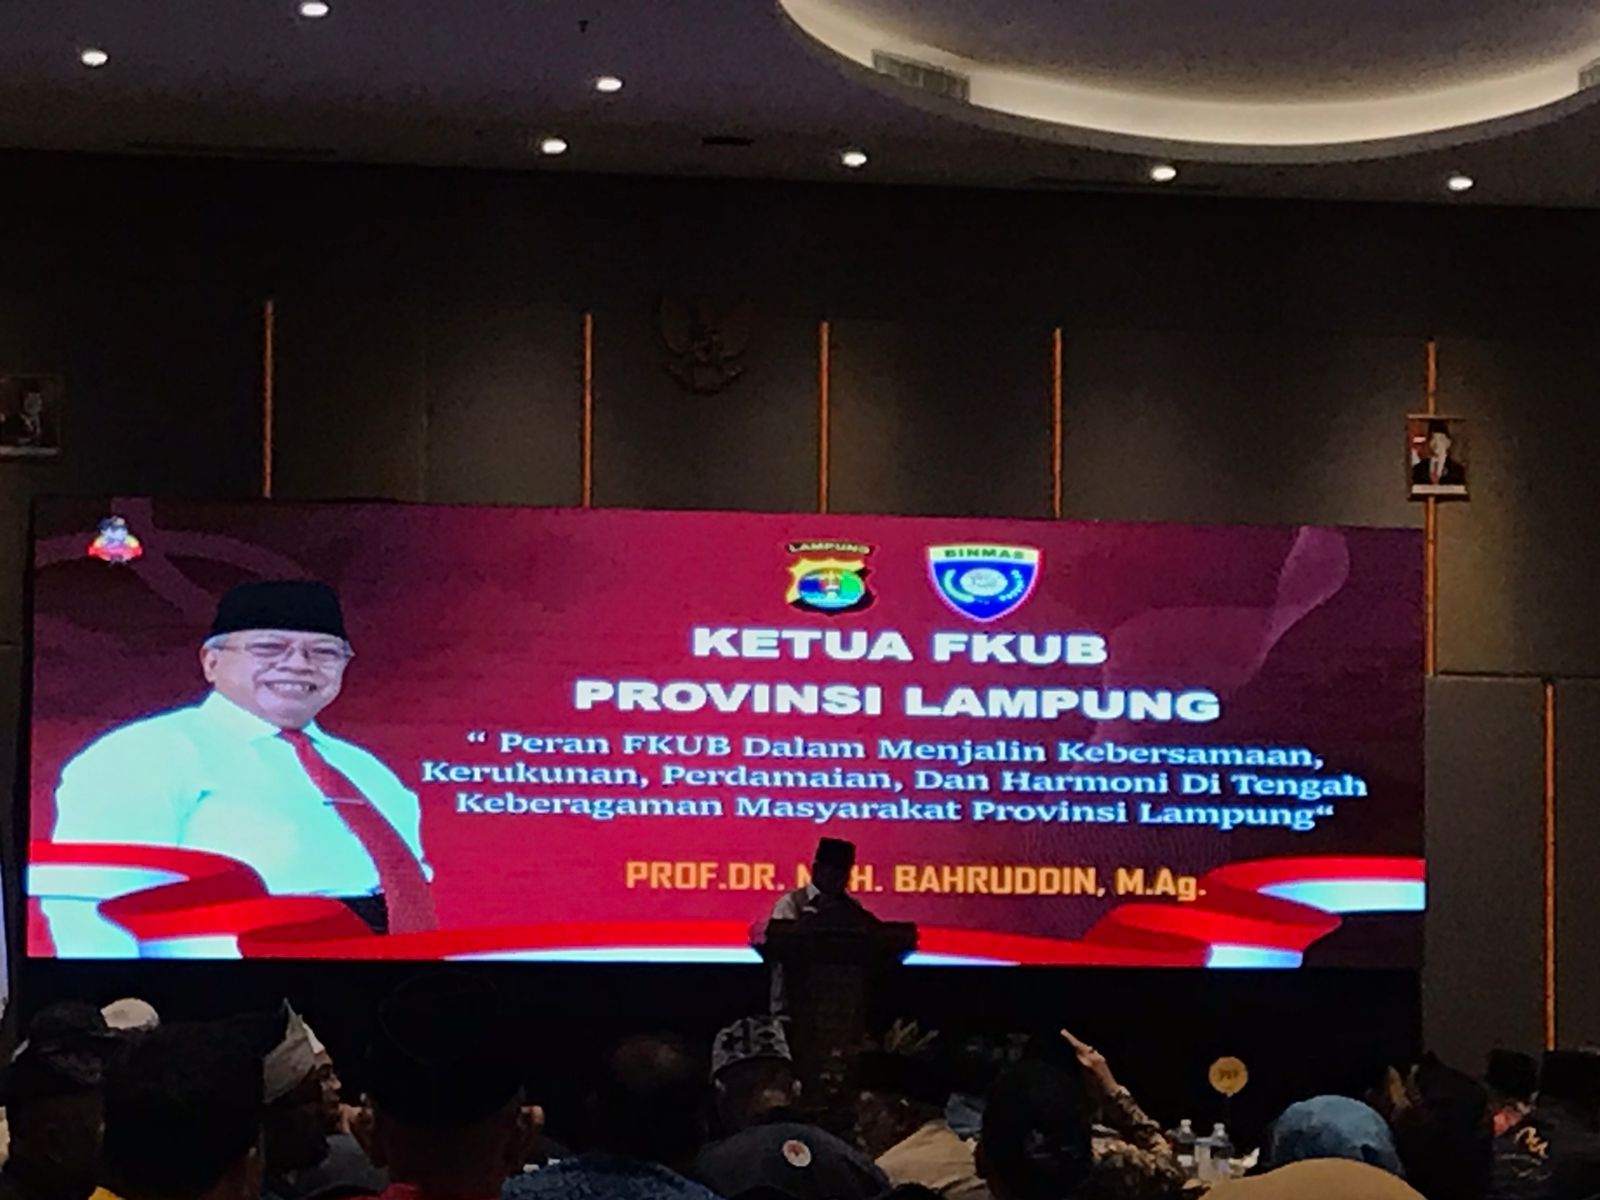 LAMPUNG
BINMAS
KETUA FKUB
PROVINSI LAMPUNG
“ Peran FKUB Dalam Menjalin Kebersamaan,
Kerukunan, Perdamaian, Dan Harmoni Di Tengah
Keberagaman Masyarakat Provinsi Lampung“
PROF.DR. H. BAHRUDDIN, M.Ag.